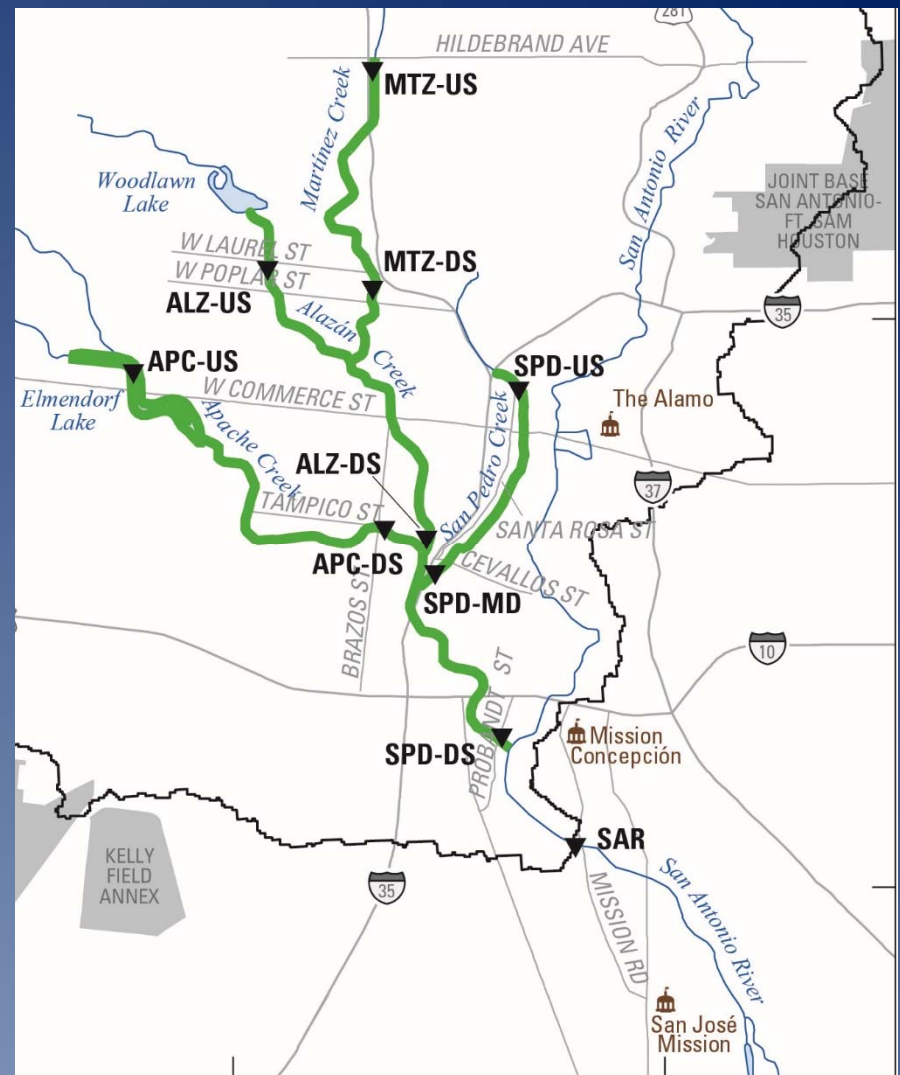 281
HILDEBRAND AVE
MTZ-US
Martínez Creek
San Antonio River
Woodlawn
Lake
JOINT BASE
SAN ANTONIO-
FT. SAM
HOUSTON
W LAUREL ST
W POPLAR ST
MTZ-DS
ALZ-US
Alazán
Creek
35
APC-US
SPD-US
Elmendorf
Lake
W COMMERCE ST
The Alamo
Apache Creek
San Pedro Creek
ALZ-DS
37
TAMPICO ST
SANTA ROSA ST
APC-DS
CEVALLOS ST
SPD-MD
BRAZOS ST
10
PROBANDT ST
SPD-DS
Mission
Concepción
SAR
KELLY
FIELD
ANNEX
35
MISSION RD
San Antonio River
San José
Mission